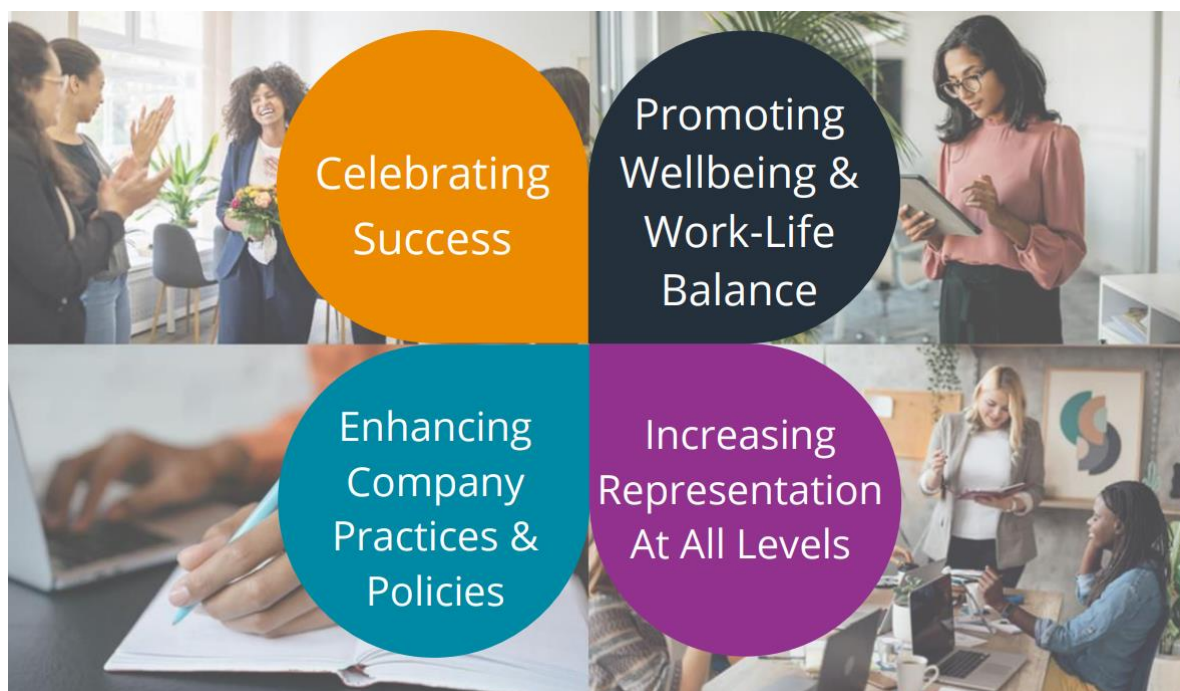 Celebrating
Success
Promoting
Wellbeing &
Work-Life
Balance
Enhancing
Company
Practices &
Policies
Increasing
Representation
At All Levels